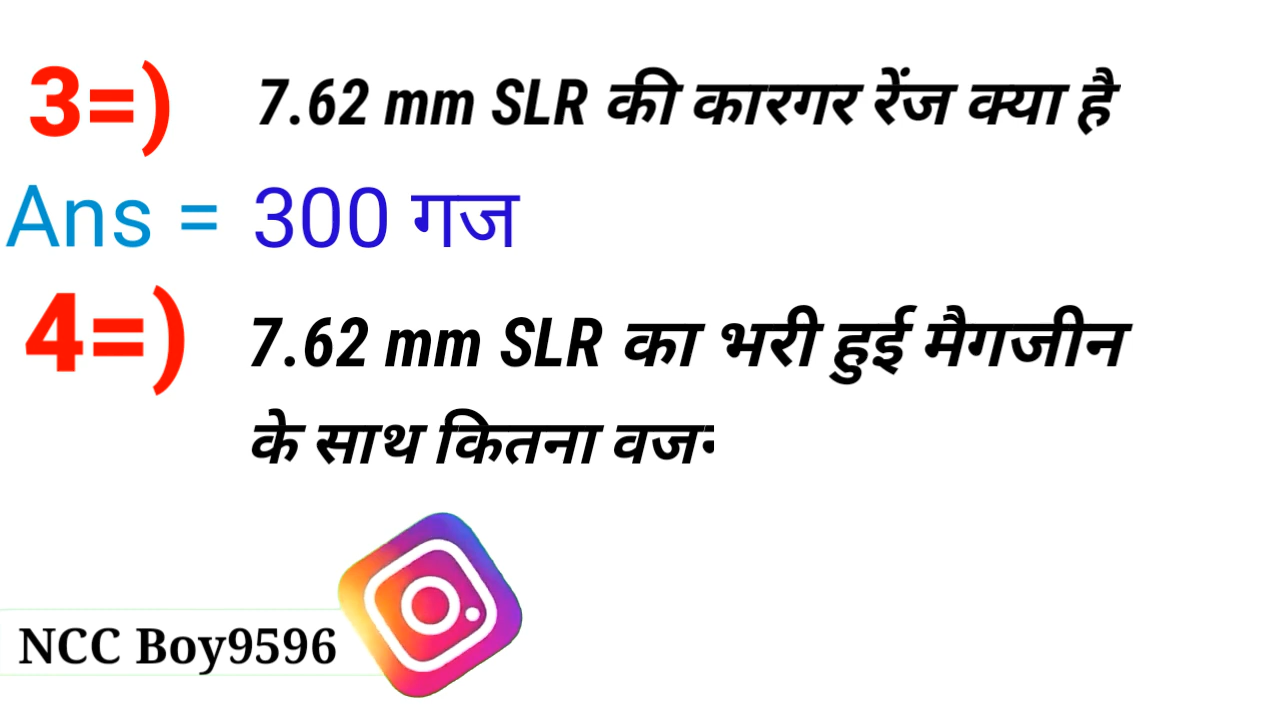 3=) 7.62 mm SLR की कारगर रेंज क्या है
Ans = 300 गज
4=) 7.62 mm SLR का भरी हुई मैगजीन
के साथ कितना
NCC Boy9596